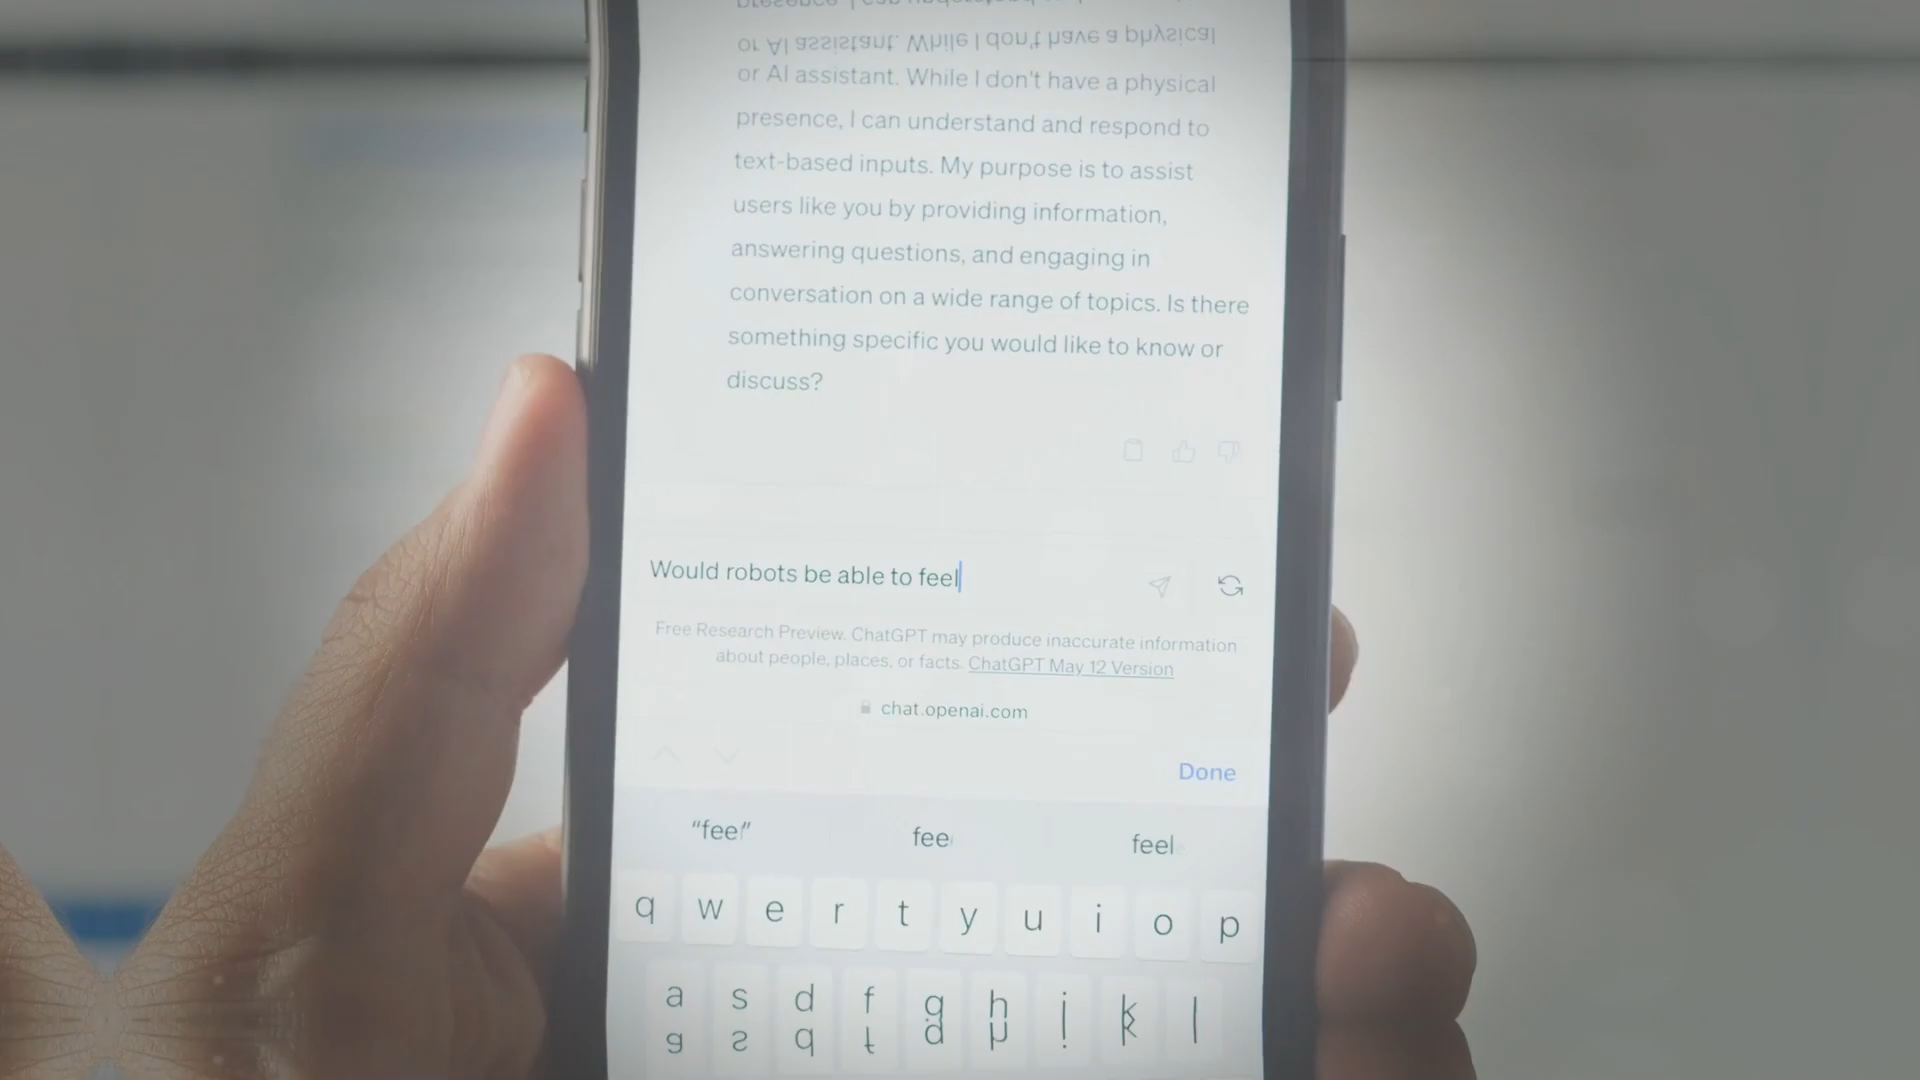 or AI assistant. While I don't have a physical
presence, I can understand and respond to
text-based inputs. My purpose is to assist
users like you by providing information,
answering questions, and engaging in
conversation on a wide range of topics. Is there
something specific you would like to know or
discuss?
Would robots be able to feel
Free Research Preview. ChatGPT may produce inaccurate information
about people, places, or facts. ChatGPT May 12 Version
chat.openai.com
Done
"fee" fee feel
q w e r t y u i o p
a s d f g h j k l